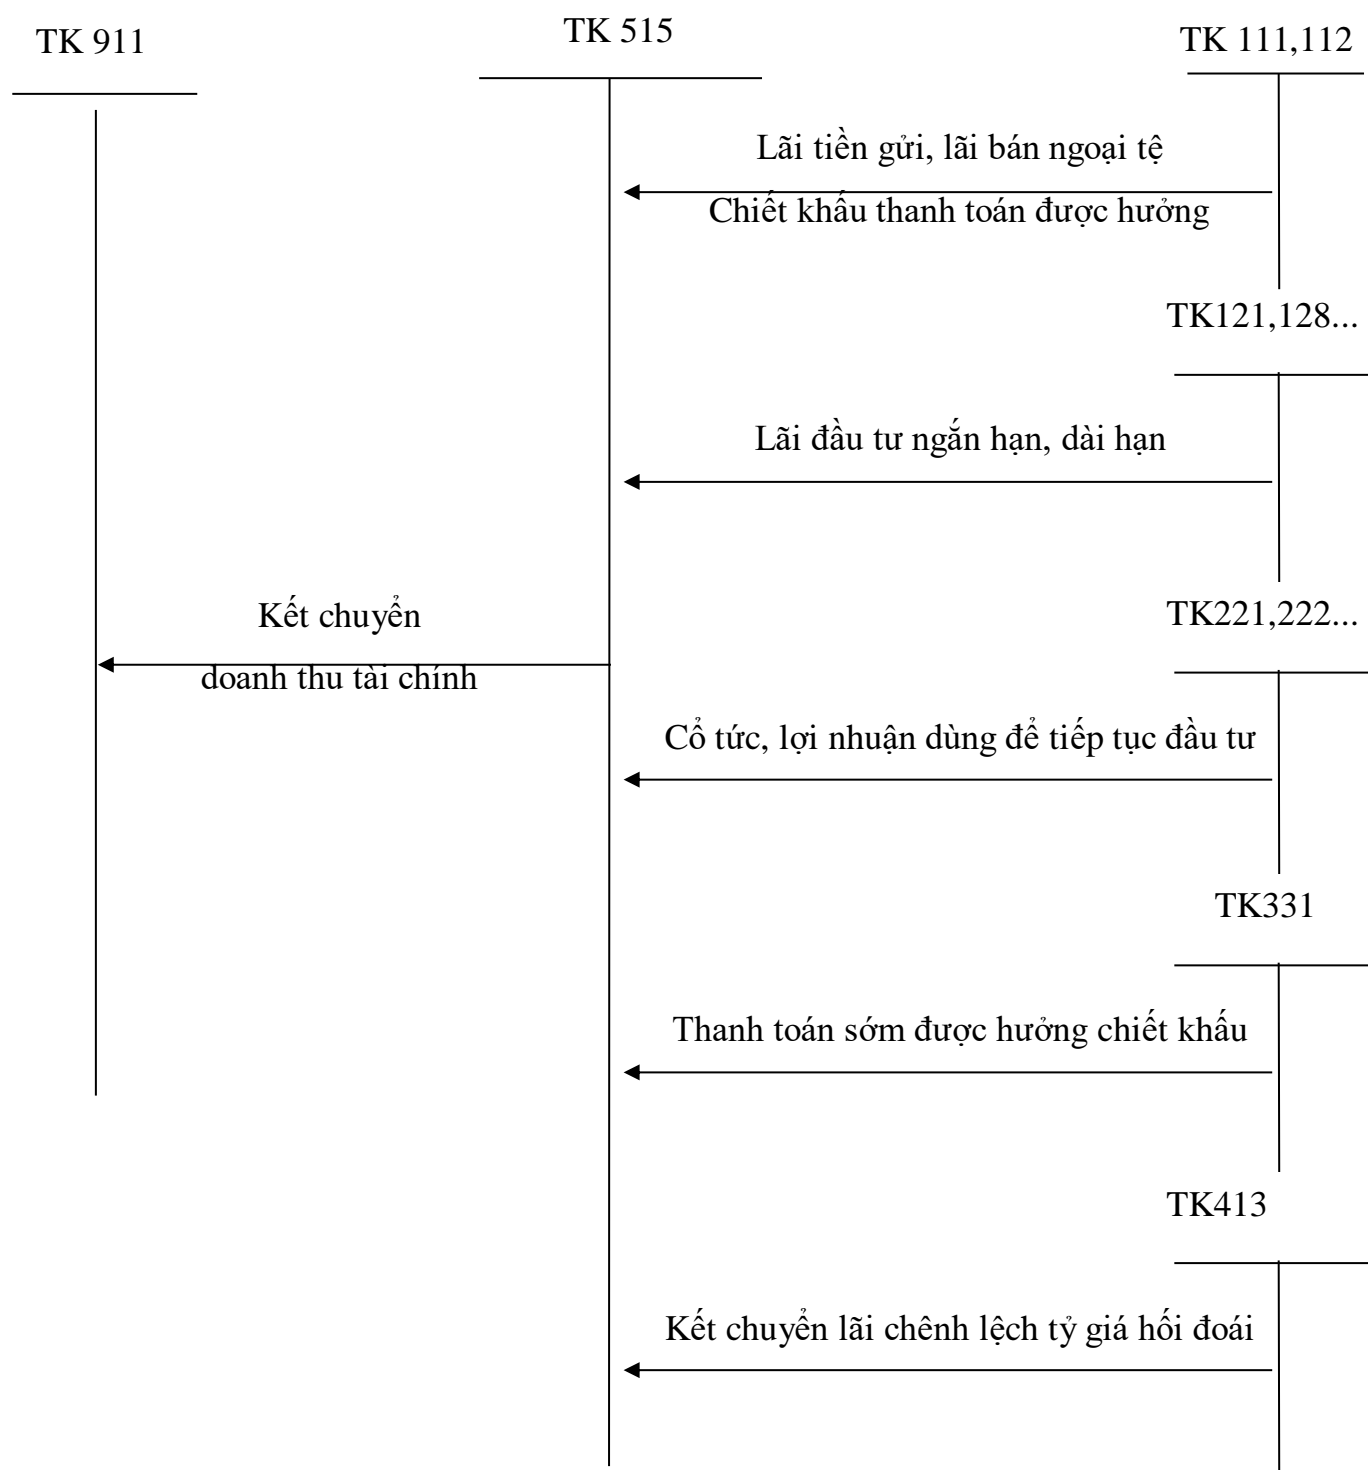 TK 911
TK 515
TK 111,112
Lãi tiền gửi, lãi bán ngoại tệ
Chiết khấu thanh toán được hưởng
TK121,128...
Lãi đầu tư ngắn hạn, dài hạn
TK221,222...
Kết chuyển
doanh thu tài chính
Cổ tức, lợi nhuận dùng để tiếp tục đầu tư
TK331
Thanh toán sớm được hưởng chiết khấu
TK413
Kết chuyển lãi chênh lệch tỷ giá hối đoái